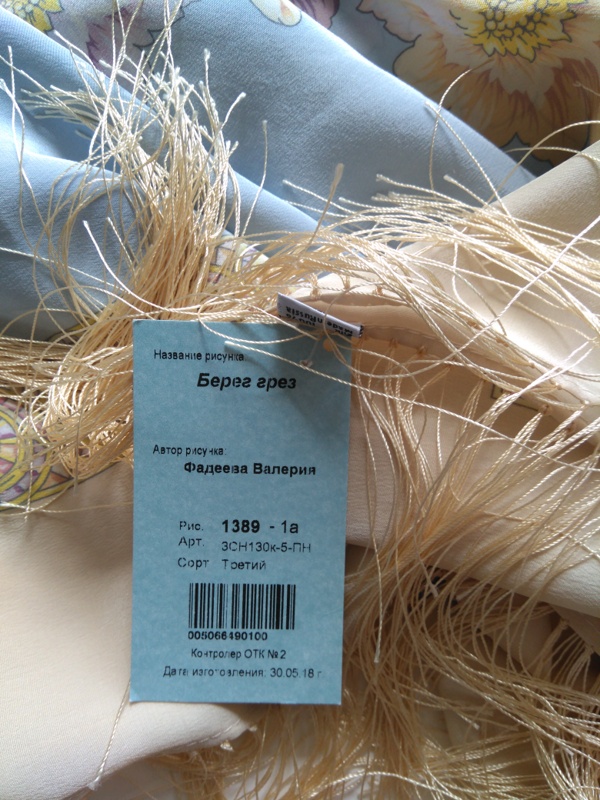 Название рисунка
Берег грез
Автор рисунка:
Фадеева Валерия
Рис. 1389 - 1а
Арт. ЗСН130к-5-ПН
Сорт Третий
005066490100
Контролер ОТК №2
Дата изготовления: 30.05.18 г.